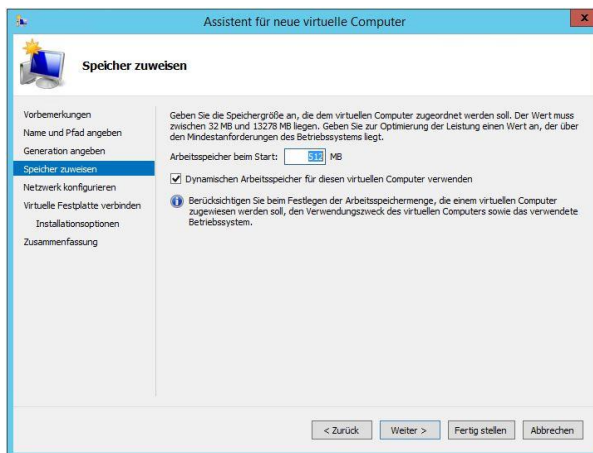 Assistent für neue virtuelle Computer
x
Speicher zuweisen
Vorbemerkungen
Name und Pfad angeben
Generation angeben
Speicher zuweisen
Netzwerk konfigurieren
Virtuelle Festplatte verbinden
Installationsoptionen
Zusammenfassung
Geben Sie die Speichergröße an, die dem virtuellen Computer zugeordnet werden soll. Der Wert muss
zwischen 32 MB und 13278 MB liegen. Geben Sie zur Optimierung der Leistung einen Wert an, der über
den Mindestanforderungen des Betriebssystems liegt.
Arbeitsspeicher beim Start: 512 MB
Dynamischen Arbeitsspeicher für diesen virtuellen Computer verwenden
Berücksichtigen Sie beim Festlegen der Arbeitsspeichermenge, die einem virtuellen Computer
zugewiesen werden soll, den Verwendungszweck des virtuellen Computers sowie das verwendete
Betriebssystem.
< Zurück Weiter > Fertig stellen Abbrechen